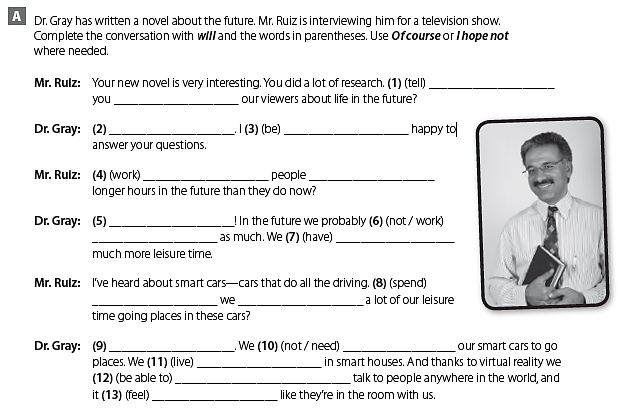 A
Dr. Gray has written a novel about the future. Mr. Ruiz is interviewing him for a television show.
Complete the conversation with will and the words in parentheses. Use Of course or I hope not
where needed.
Mr. Ruiz: Your new novel is very interesting. You did a lot of research. (1) (tell) ____________________
you ____________________ our viewers about life in the future?
Dr. Gray: (2) ____________________. I (3) (be) ____________________ happy to
answer your questions.
Mr. Ruiz: (4) (work) ____________________ people ____________________
longer hours in the future than they do now?
Dr. Gray: (5) ____________________! In the future we probably (6) (not / work)
____________________ as much. We (7) (have) ____________________
much more leisure time.
Mr. Ruiz: I've heard about smart cars—cars that do all the driving. (8) (spend)
____________________ we ____________________ a lot of our leisure
time going places in these cars?
Dr. Gray: (9) ____________________. We (10) (not / need) __________________ our smart cars to go
places. We (11) (live) ____________________ in smart houses. And thanks to virtual reality we
(12) (be able to) ____________________________ talk to people anywhere in the world, and
it (13) (feel) ____________________ like they're in the room with us.